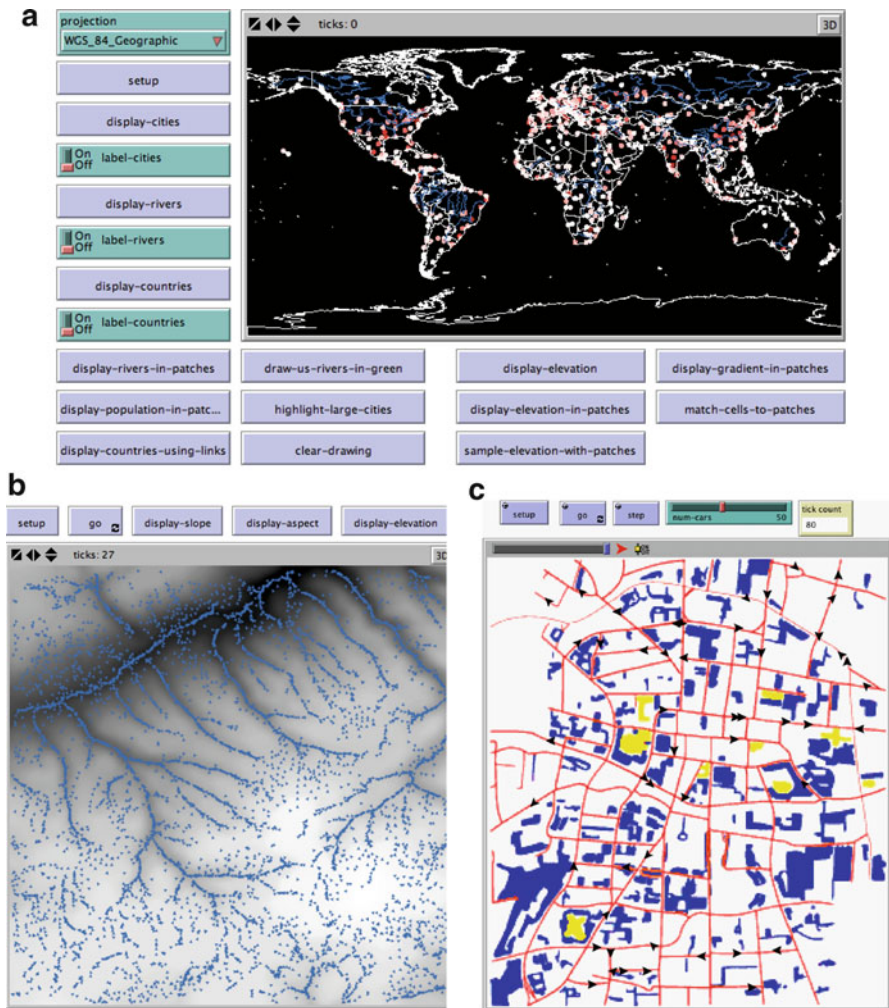 a
projection
WGS_84_Geographic
ticks: 0
3D
setup
display-cities
On
Off
label-cities
display-rivers
On
Off
label-rivers
display-countries
On
Off
label-countries
display-rivers-in-patches
draw-us-rivers-in-green
display-elevation
display-gradient-in-patches
display-population-in-patc...
highlight-large-cities
display-elevation-in-patches
match-cells-to-patches
display-countries-using-links
clear-drawing
sample-elevation-with-patches
b
setup
go
display-slope
display-aspect
display-elevation
ticks: 27
3D
c
setup
go
step
num-cars
50
tick count
80